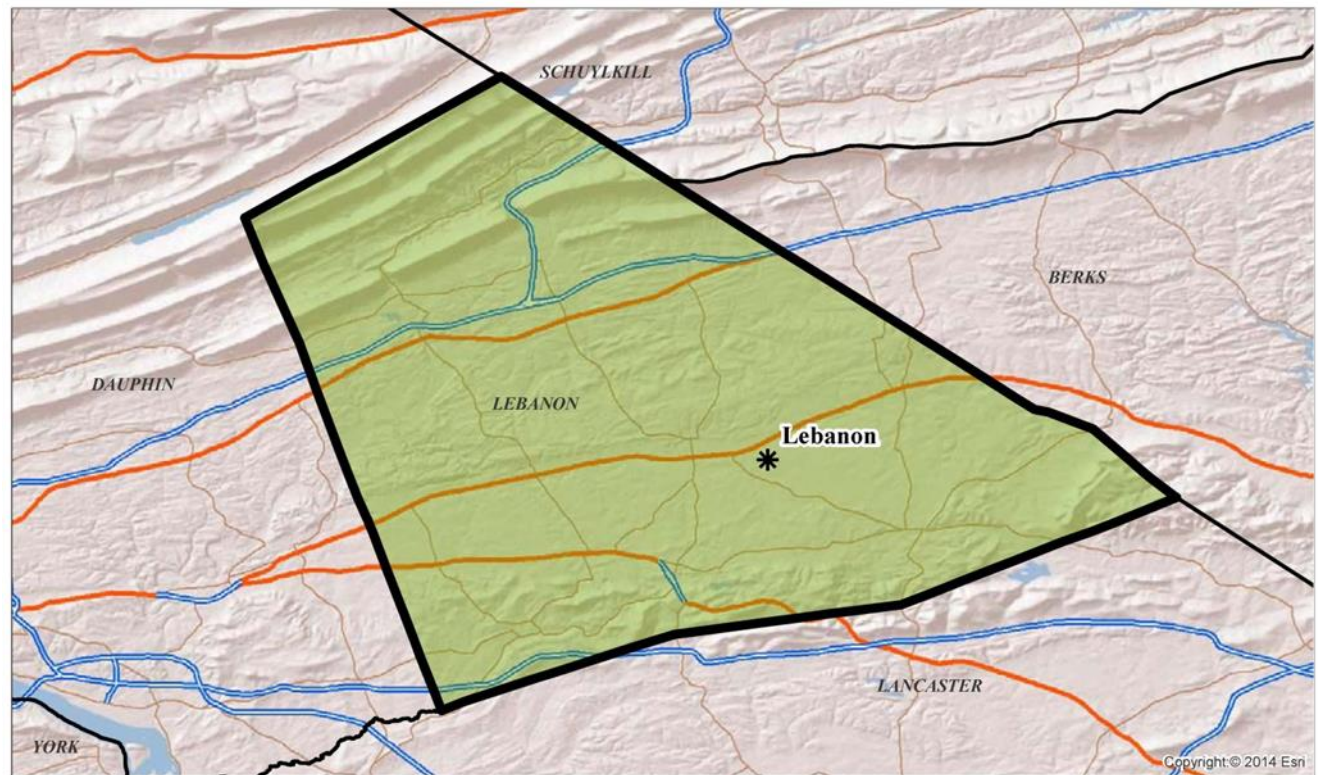 SCHUYLKILL
BERKS
DAUPHIN
LEBANON
Lebanon
LANCASTER
YORK
Copyright:© 2014 Esri